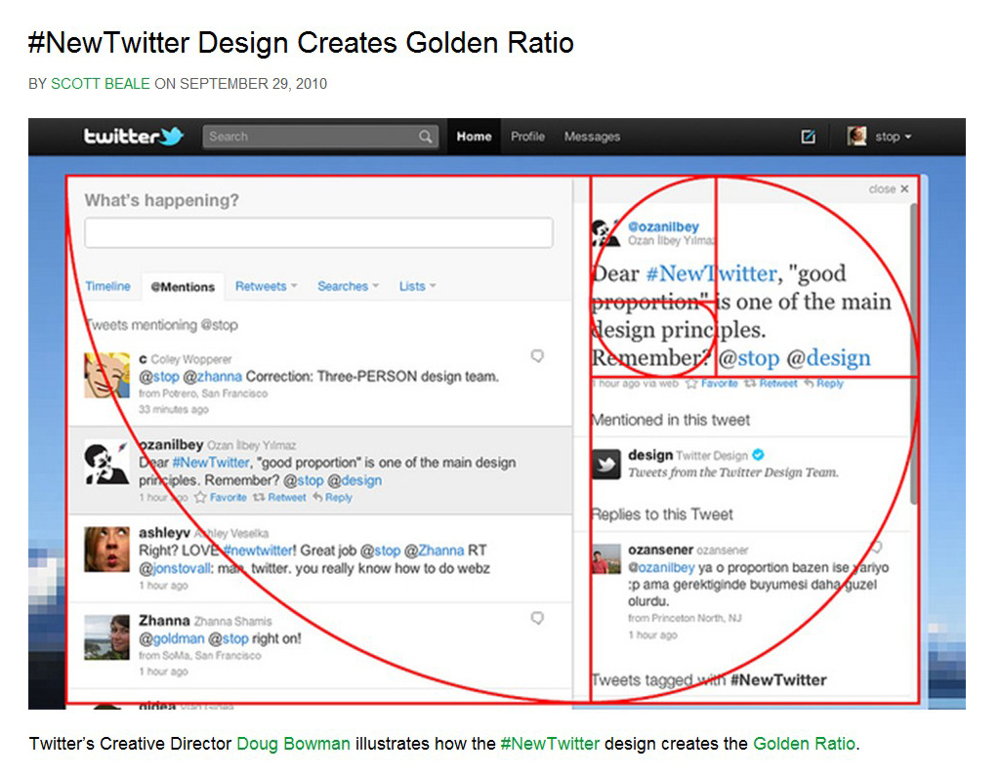 #NewTwitter Design Creates Golden Ratio
BY SCOTT BEALE ON SEPTEMBER 29, 2010
twitter Search Home Profile Messages stop
What's happening?
Timeline @Mentions Retweets Searches Lists
Tweets mentioning @stop
c Coley Wopperer
@stop @zhanna Correction: Three-PERSON design team.
from Potrero, San Francisco
33 minutes ago
ozanilbey Ozan İlbey Yılmaz
Dear #NewTwitter, "good proportion" is one of the main design
principles. Remember? @stop @design
1 hour ago Favorite Retweet Reply
ashleyv Ashley Veselka
Right? LOVE #newtwitter! Great job @stop @Zhanna RT
@jonstovall: man, twitter. you really know how to do webz
1 hour ago
Zhanna Zhanna Shamis
@goldman @stop right on!
from SoMa, San Francisco
1 hour ago
close ×
@ozanilbey
Ozan İlbey Yılmaz
Dear #NewTwitter, "good
proportion" is one of the main
design principles.
Remember? @stop @design
1 hour ago via web Favorite Retweet Reply
Mentioned in this tweet
design Twitter Design
Tweets from the Twitter Design Team.
Replies to this Tweet
ozansener ozansener
@ozanilbey ya o proportion bazen ise yariyo
:p ama gerektiginde buyumesi daha guzel
olurdu.
from Princeton North, NJ
1 hour ago
Tweets tagged with #NewTwitter
Twitter's Creative Director Doug Bowman illustrates how the #NewTwitter design creates the Golden Ratio.